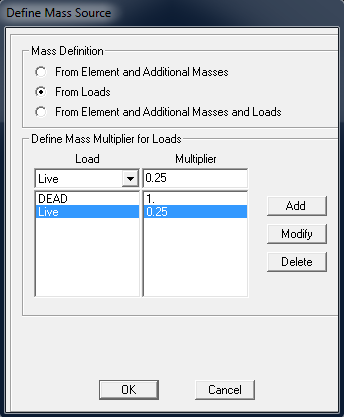 Define Mass Source
Mass Definition
From Element and Additional Masses
From Loads
From Element and Additional Masses and Loads
Define Mass Multiplier for Loads
Load Multiplier
Live 0.25
DEAD 1.
Live 0.25
Add
Modify
Delete
OK Cancel